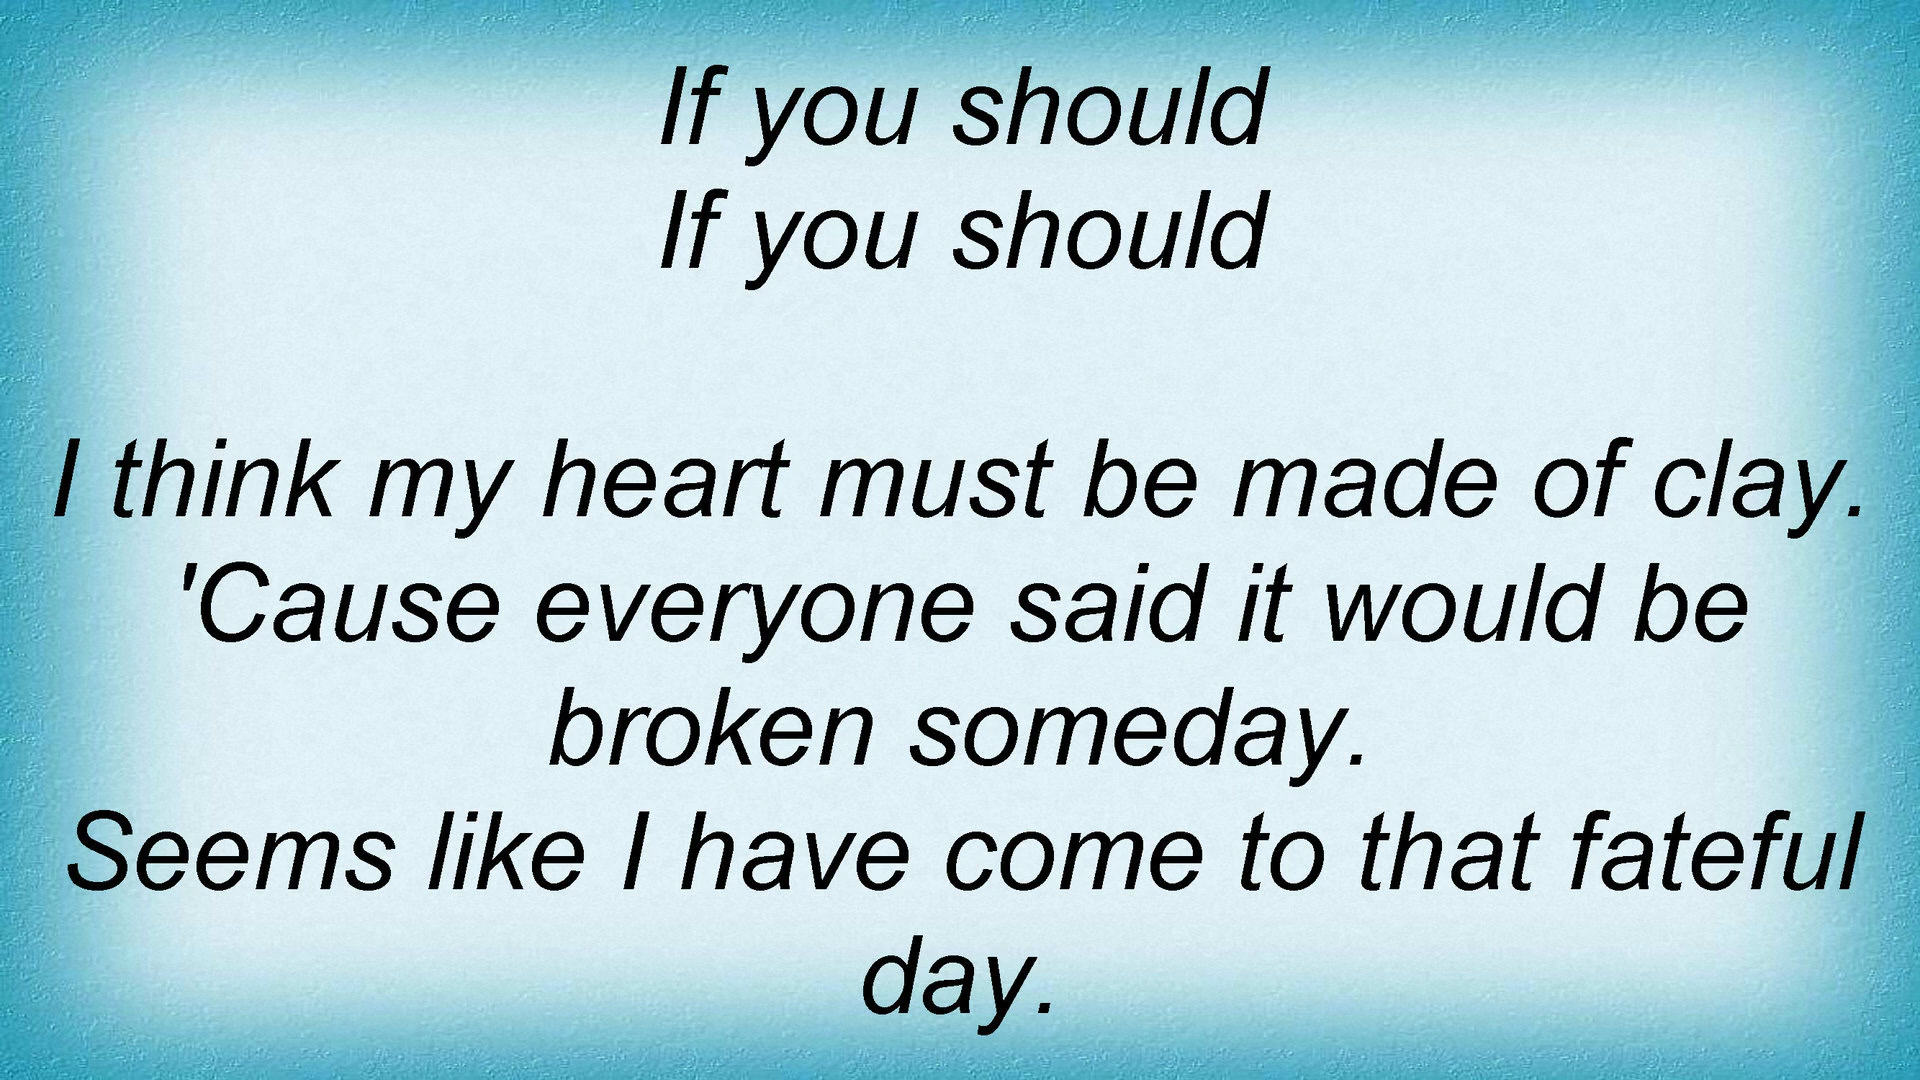 If you should
If you should
I think my heart must be made of clay.
'Cause everyone said it would be
broken someday.
Seems like I have come to that fateful
day.